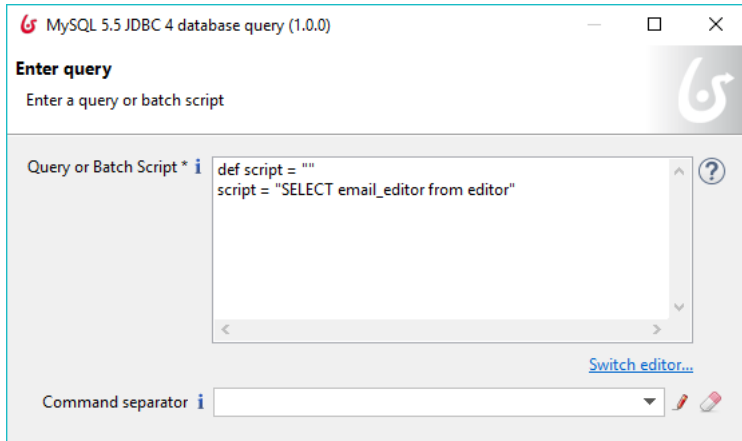 MySQL 5.5 JDBC 4 database query (1.0.0)
Enter query
Enter a query or batch script
Query or Batch Script *
def script = ""
script = "SELECT email_editor from editor"
Switch editor...
Command separator